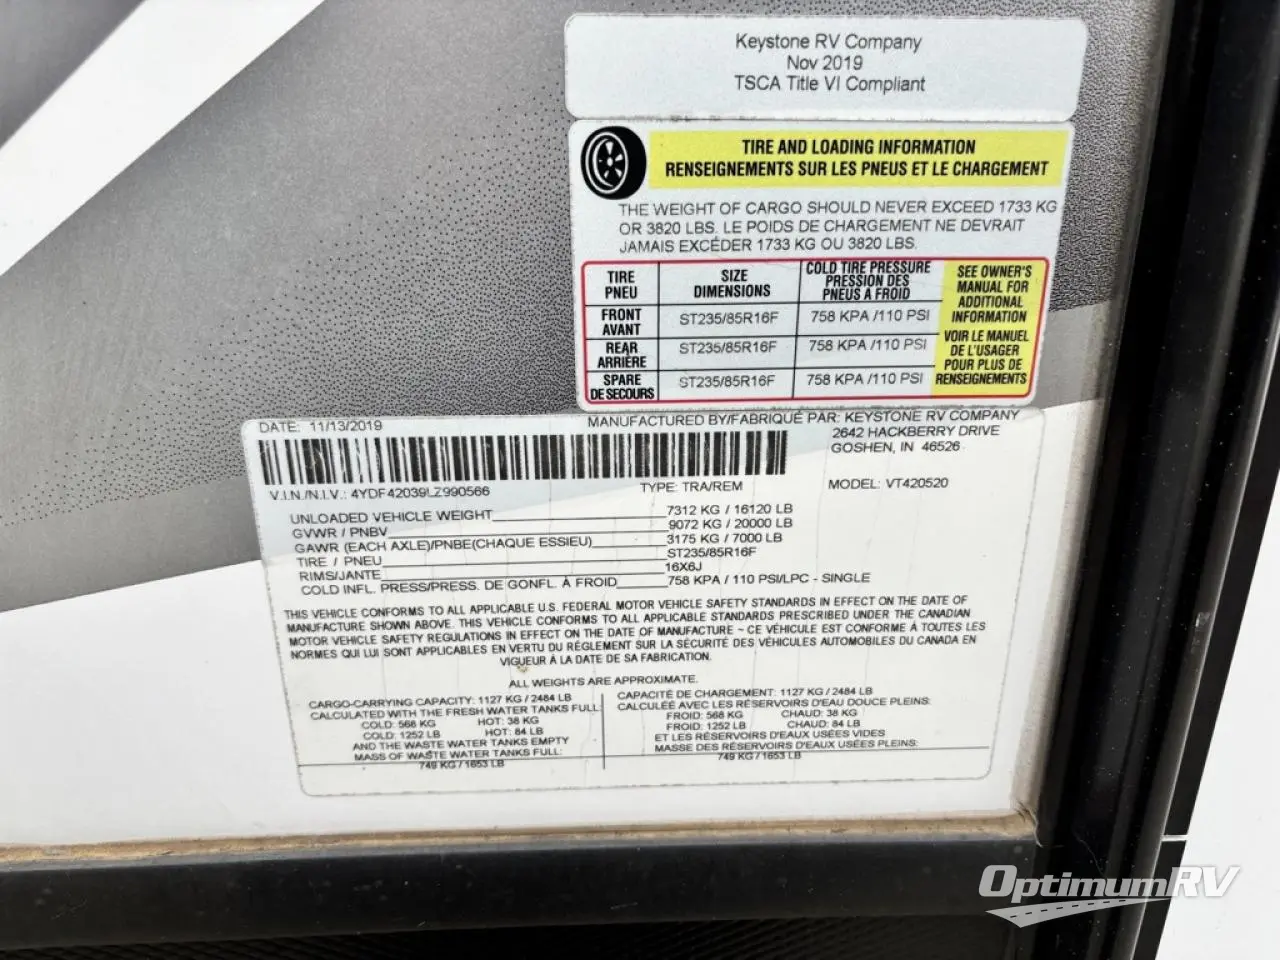 Keystone RV Company
Nov 2019
TSCA Title VI Compliant
TIRE AND LOADING INFORMATION
RENSEIGNEMENTS SUR LES PNEUS ET LE CHARGEMENT
THE WEIGHT OF CARGO SHOULD NEVER EXCEED 1733 KG
OR 3820 LBS. LE POIDS DE CHARGEMENT NE DEVRAIT
JAMAIS EXCÉDER 1733 KG OU 3820 LBS.
TIRE PNEU SIZE DIMENSIONS COLD TIRE PRESSURE PRESSION DES PNEUS A FROID
FRONT AVANT ST235/85R16F 758 KPA /110 PSI
REAR ARRIÈRE ST235/85R16F 758 KPA /110 PSI
SPARE DE SECOURS ST235/85R16F 758 KPA /110 PSI
SEE OWNER'S
MANUAL FOR
ADDITIONAL
INFORMATION
VOIR LE MANUEL
DE L'USAGER
POUR PLUS DE
RENSEIGNEMENTS
DATE: 11/13/2019 MANUFACTURED BY/FABRIQUÉ PAR: KEYSTONE RV COMPANY
2642 HACKBERRY DRIVE
GOSHEN, IN 46526
V.I.N./N.I.V.: 4YDF42039LZ990566 TYPE: TRA/REM MODEL: VT420520
UNLOADED VEHICLE WEIGHT 7312 KG / 16120 LB
GVWR / PNBV 9072 KG / 20000 LB
GAWR (EACH AXLE)/PNBE(CHAQUE ESSIEU) 3175 KG / 7000 LB
TIRE / PNEU ST235/85R16F
RIMS/JANTE 16X6J
COLD INFL. PRESS/PRESS. DE GONFL. À FROID 758 KPA / 110 PSI/LPC - SINGLE
THIS VEHICLE CONFORMS TO ALL APPLICABLE U.S. FEDERAL MOTOR VEHICLE SAFETY STANDARDS IN EFFECT ON THE DATE OF
MANUFACTURE SHOWN ABOVE. THIS VEHICLE CONFORMS TO ALL APPLICABLE STANDARDS PRESCRIBED UNDER THE CANADIAN
MOTOR VEHICLE SAFETY REGULATIONS IN EFFECT ON THE DATE OF MANUFACTURE ~ CE VÉHICULE EST CONFORME À TOUTES LES
NORMES QUI LUI SONT APPLICABLES EN VERTU DU RÉGLEMENT SUR LA SÉCURITÉ DES VÉHICULES AUTOMOBILES DU CANADA EN
VIGUEUR À LA DATE DE SA FABRICATION.
ALL WEIGHTS ARE APPROXIMATE.
CARGO-CARRYING CAPACITY: 1127 KG / 2484 LB
CALCULATED WITH THE FRESH WATER TANKS FULL:
COLD: 568 KG HOT: 38 KG
COLD: 1252 LB HOT: 84 LB
AND THE WASTE WATER TANKS EMPTY
MASS OF WASTE WATER TANKS FULL:
749 KG / 1653 LB
CAPACITÉ DE CHARGEMENT: 1127 KG / 2484 LB
CALCULÉE AVEC LES RÉSERVOIRS D'EAU DOUCE PLEINS:
FROID: 568 KG CHAUD: 38 KG
FROID: 1252 LB CHAUD: 84 LB
ET LES RÉSERVOIRS D'EAUX USÉES VIDES
MASSE DES RÉSERVOIRS D'EAUX USÉES PLEINS:
749 KG / 1653 LB
OptimumRV